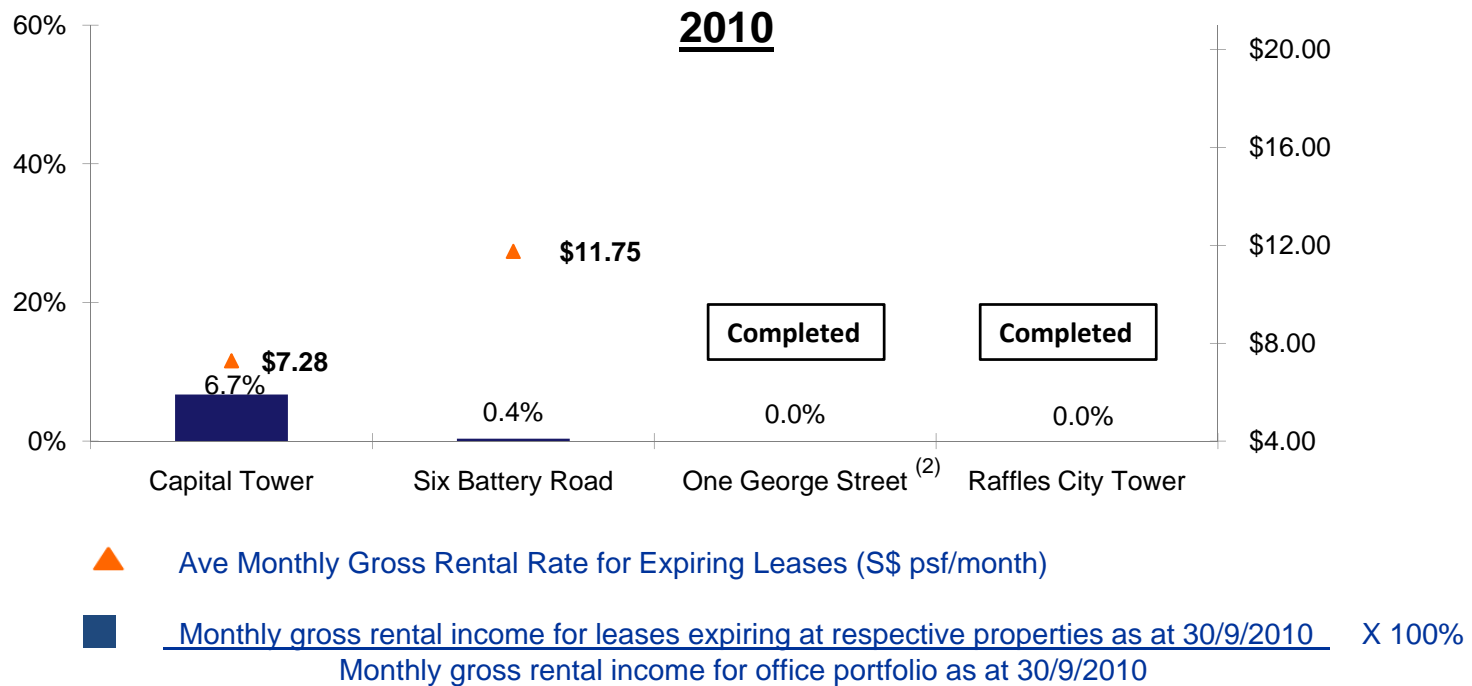 2010
60%
40%
20%
0%
$20.00
$16.00
$12.00
$8.00
$4.00
$7.28
6.7%
$11.75
0.4%
Completed
0.0%
Completed
0.0%
Capital Tower
Six Battery Road
One George Street (2)
Raffles City Tower
Ave Monthly Gross Rental Rate for Expiring Leases (S$ psf/month)
Monthly gross rental income for leases expiring at respective properties as at 30/9/2010 X 100%
Monthly gross rental income for office portfolio as at 30/9/2010